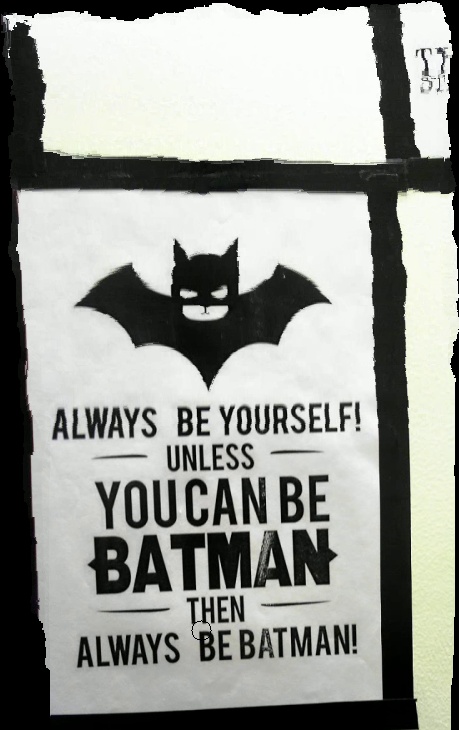 ALWAYS BE YOURSELF!
UNLESS
YOU CAN BE
BATMAN
THEN
ALWAYS BE BATMAN!